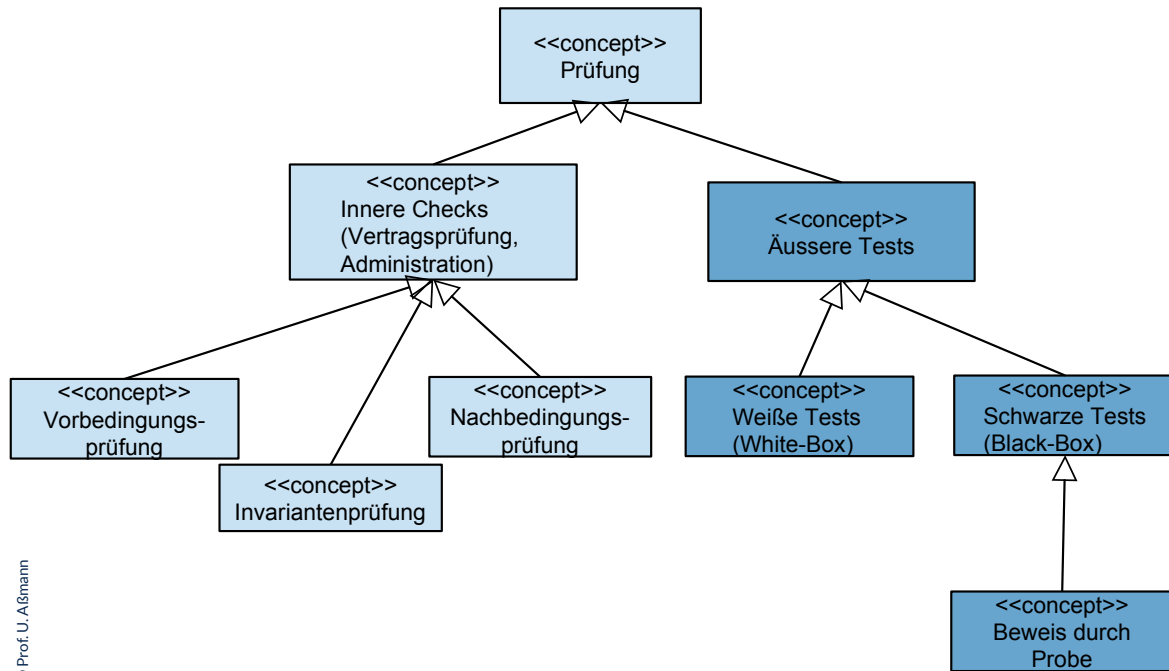 <<concept>>
Prüfung
<<concept>>
Innere Checks
(Vertragsprüfung,
Administration)
<<concept>>
Äussere Tests
<<concept>>
Vorbedingungs-
prüfung
<<concept>>
Invariantenprüfung
<<concept>>
Nachbedingungs-
prüfung
<<concept>>
Weiße Tests
(White-Box)
<<concept>>
Schwarze Tests
(Black-Box)
<<concept>>
Beweis durch
Probe
Prof. U. Aßmann